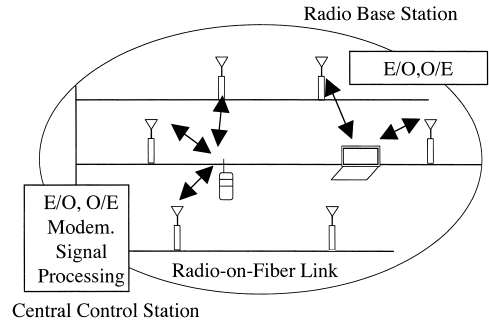 Radio Base Station
E/O,O/E
E/O, O/E
Modem.
Signal
Processing
Radio-on-Fiber Link
Central Control Station